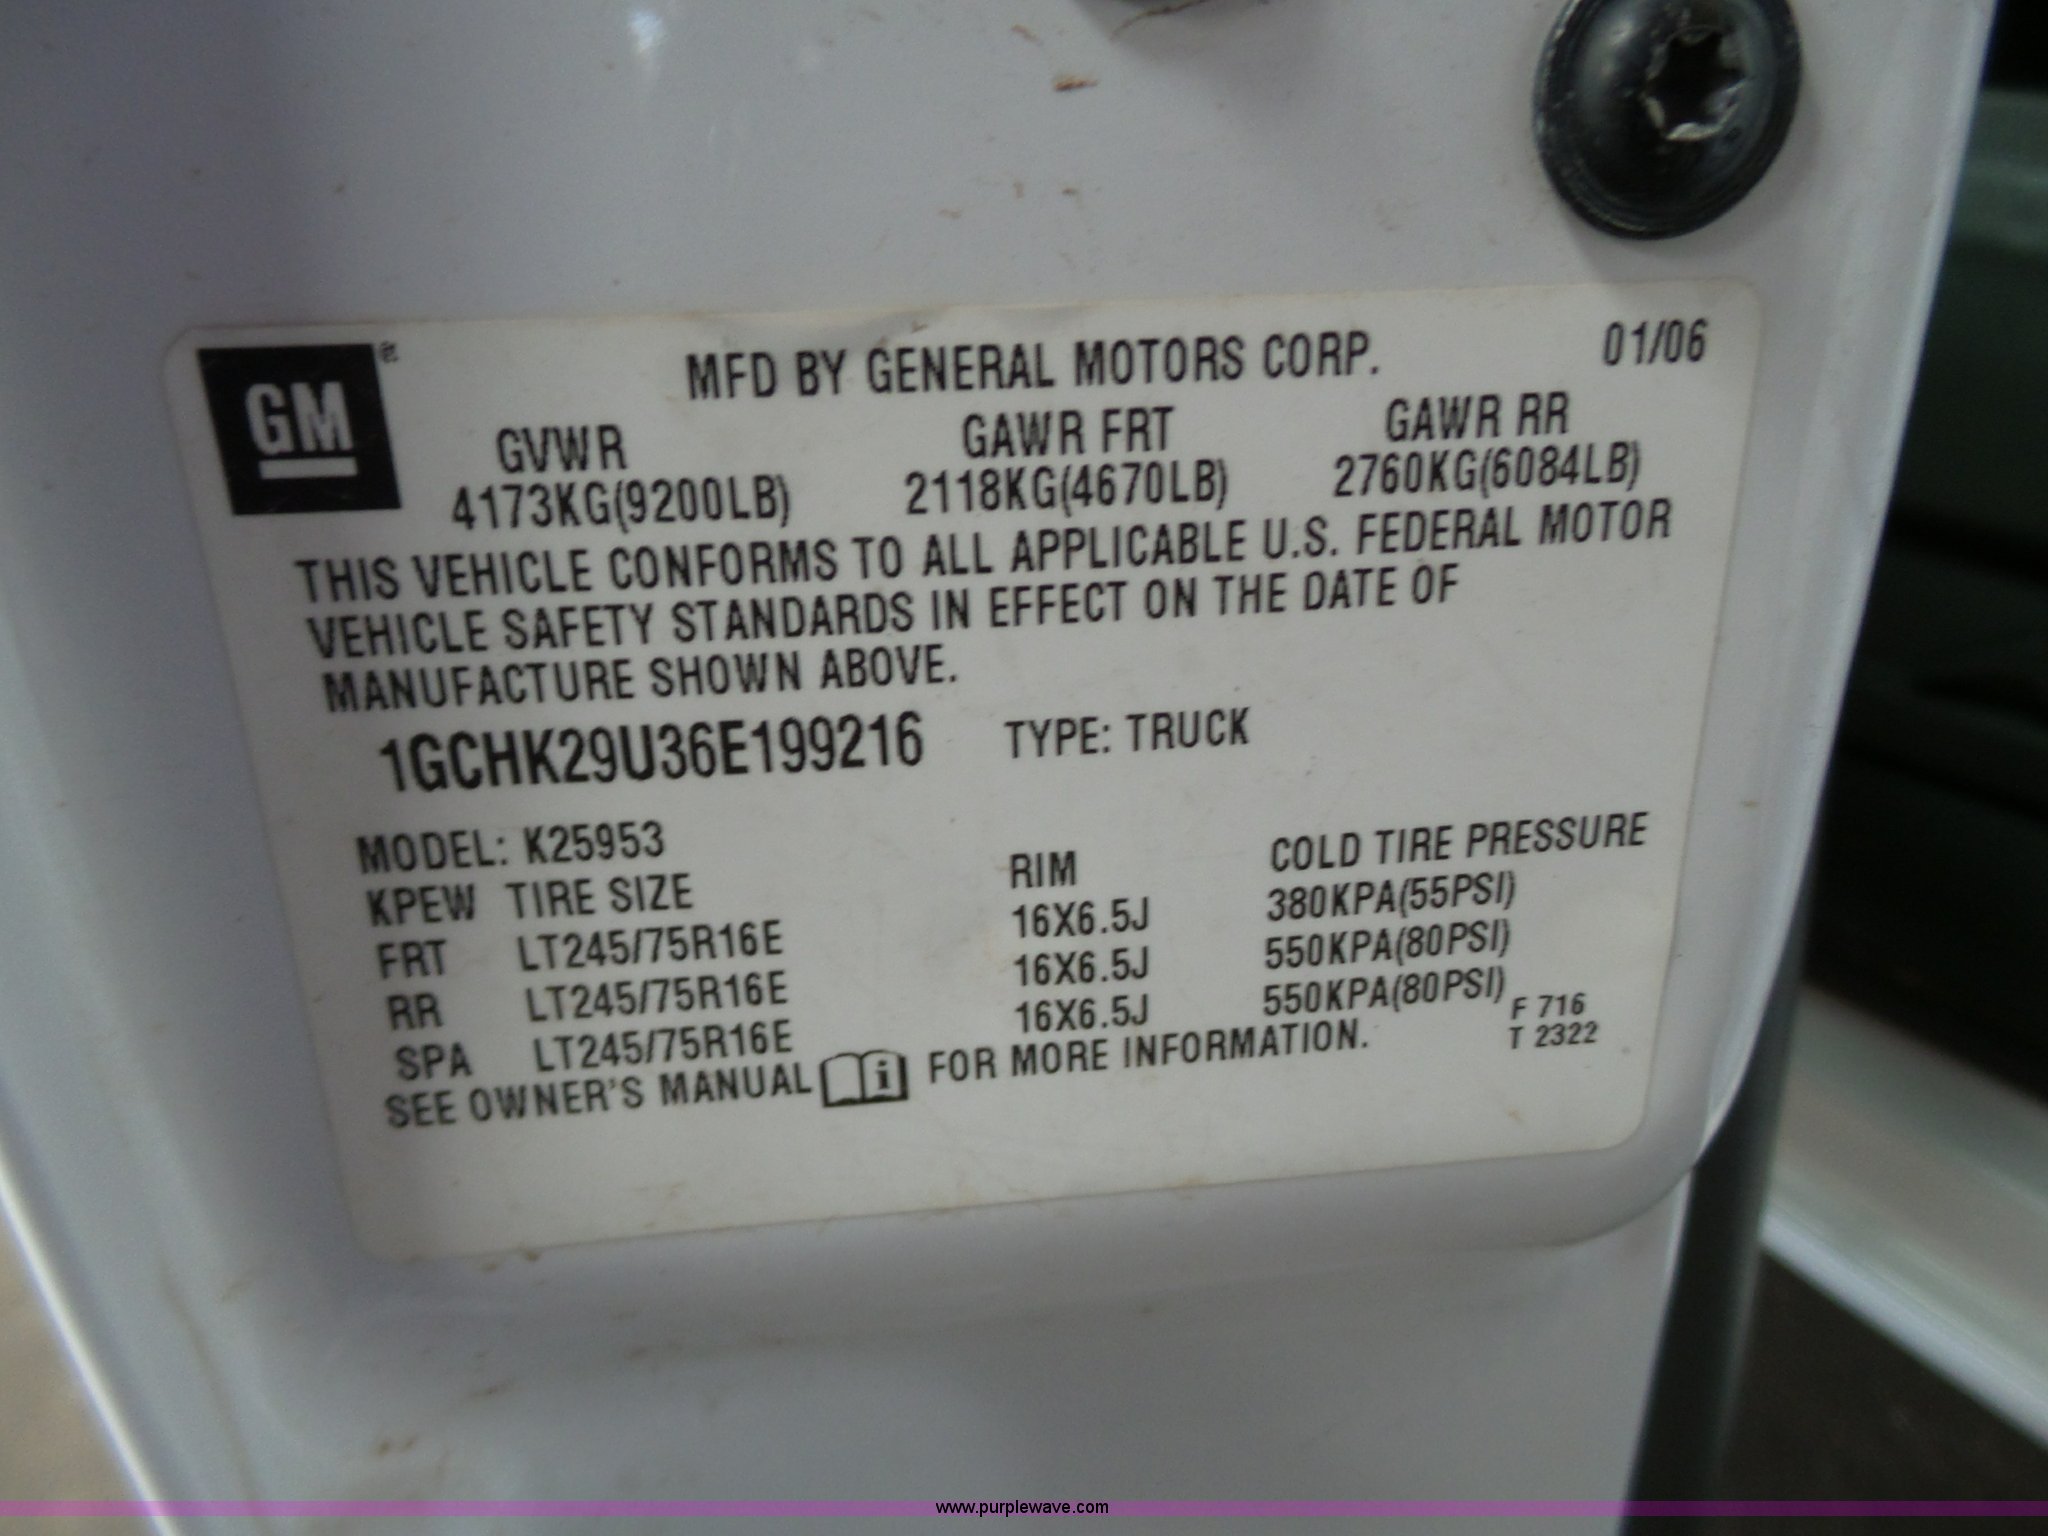 GM
MFD BY GENERAL MOTORS CORP. 01/06
GVWR GAWR FRT GAWR RR
4173KG(9200LB) 2118KG(4670LB) 2760KG(6084LB)
THIS VEHICLE CONFORMS TO ALL APPLICABLE U.S. FEDERAL MOTOR
VEHICLE SAFETY STANDARDS IN EFFECT ON THE DATE OF
MANUFACTURE SHOWN ABOVE.
1GCHK29U36E199216 TYPE: TRUCK
MODEL: K25953
KPEW TIRE SIZE RIM COLD TIRE PRESSURE
FRT LT245/75R16E 16X6.5J 380KPA(55PSI)
RR LT245/75R16E 16X6.5J 550KPA(80PSI)
SPA LT245/75R16E 16X6.5J 550KPA(80PSI)
SEE OWNER'S MANUAL i FOR MORE INFORMATION.
F 716
T 2322
www.purplewave.com